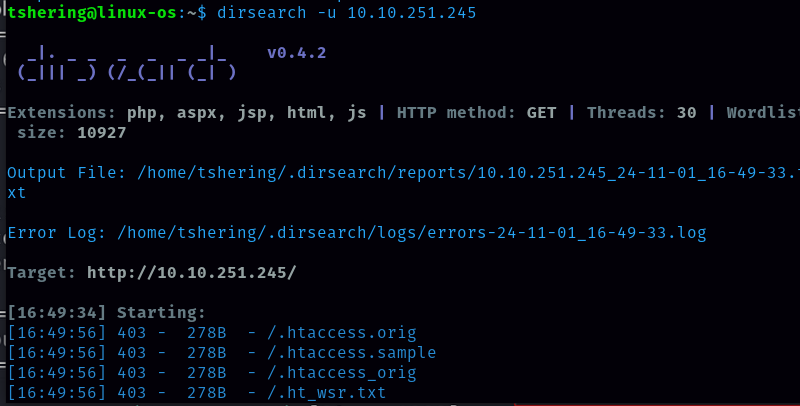 tshering@linux-os:~$ dirsearch -u 10.10.251.245
_|. _ _  _  _  _ _|_    v0.4.2
(_||| _) (/_(_|| (_| )
Extensions: php, aspx, jsp, html, js | HTTP method: GET | Threads: 30 | Wordlist
size: 10927
Output File: /home/tshering/.dirsearch/reports/10.10.251.245_24-11-01_16-49-33.t
xt
Error Log: /home/tshering/.dirsearch/logs/errors-24-11-01_16-49-33.log
Target: http://10.10.251.245/
[16:49:34] Starting:
[16:49:56] 403 -  278B  - /.htaccess.orig
[16:49:56] 403 -  278B  - /.htaccess.sample
[16:49:56] 403 -  278B  - /.htaccess_orig
[16:49:56] 403 -  278B  - /.ht_wsr.txt